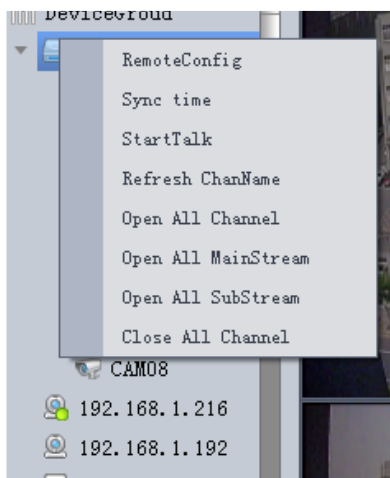 DeviceGroud
RemoteConfig
Sync time
StartTalk
Refresh ChanName
Open All Channel
Open All MainStream
Open All SubStream
Close All Channel
CAM08
192.168.1.216
192.168.1.192